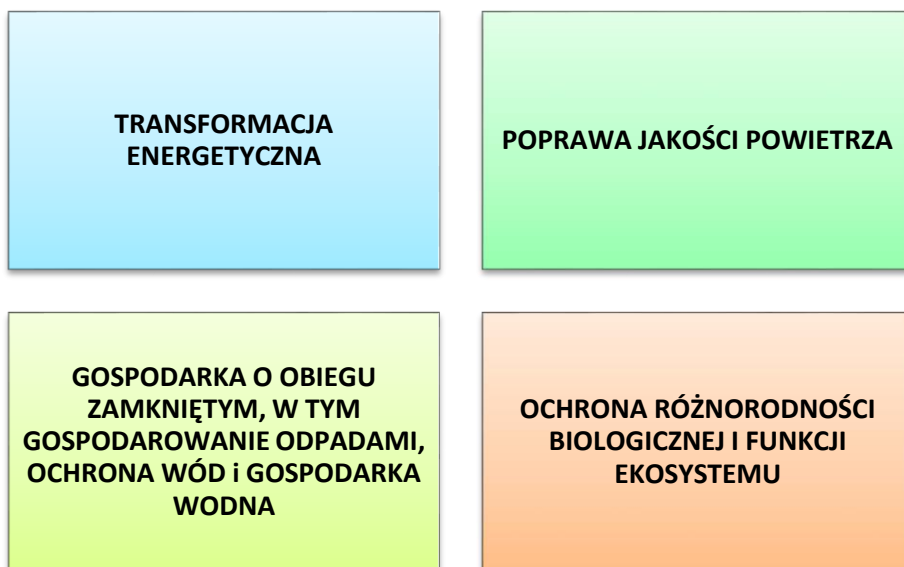 TRANSFORMACJA
ENERGETYCZNA
POPRAWA JAKOŚCI POWIETRZA
GOSPODARKA O OBIEGU
ZAMKNIĘTYM, W TYM
GOSPODAROWANIE ODPADAMI,
OCHRONA WÓD i GOSPODARKA
WODNA
OCHRONA RÓŻNORODNOŚCI
BIOLOGICZNEJ I FUNKCJI
EKOSYSTEMU